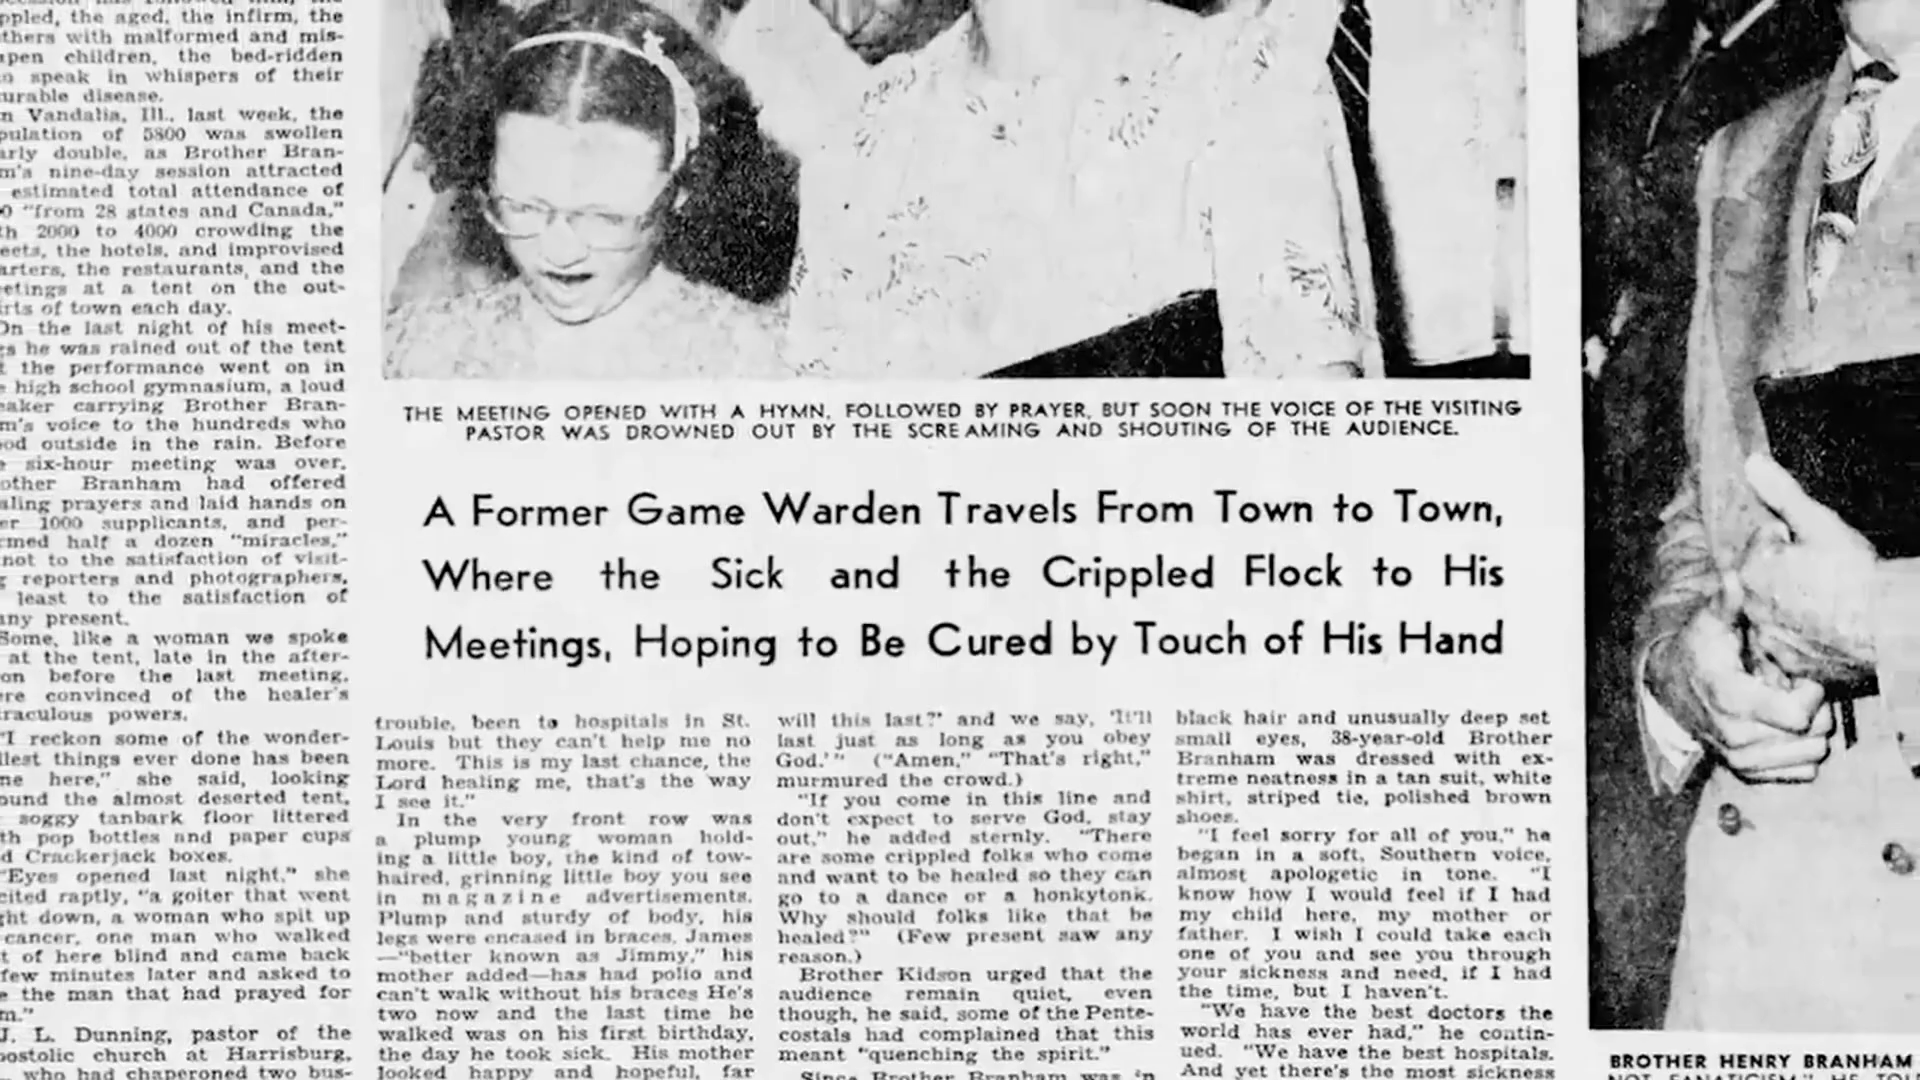 ppled, the aged, the infirm, the
thers with malformed and mis-
pen children, the bed-ridden
o speak in whispers of their
urable disease.
n Vandalia, Ill., last week, the
pulation of 5800 was swollen
arly double, as Brother Bran-
m's nine-day session attracted
estimated total attendance of
0 "from 28 states and Canada,"
th 2000 to 4000 crowding the
eets, the hotels, and improvised
arters, the restaurants, and the
etings at a tent on the out-
irts of town each day.
On the last night of his meet-
gs he was rained out of the tent
t the performance went on in
e high school gymnasium, a loud
eaker carrying Brother Bran-
m's voice to the hundreds who
ood outside in the rain. Before
e six-hour meeting was over,
other Branham had offered
aling prayers and laid hands on
er 1000 supplicants, and per-
rmed half a dozen "miracles,"
not to the satisfaction of visit-
g reporters and photographers,
least to the satisfaction of
any present.
Some, like a woman we spoke
at the tent, late in the after-
on before the last meeting,
ere convinced of the healer's
raculous powers.
"I reckon some of the wonder-
llest things ever done has been
ne here," she said, looking
ound the almost deserted tent,
soggy tanbark floor littered
th pop bottles and paper cups
d Crackerjack boxes.
"Eyes opened last night," she
cited raptly, "a goiter that went
ght down, a woman who spit up
cancer, one man who walked
t of here blind and came back
few minutes later and asked to
e the man that had prayed for
m."
J. L. Dunning, pastor of the
postolic church at Harrisburg,
who had chaperoned two bus-
THE MEETING OPENED WITH A HYMN, FOLLOWED BY PRAYER, BUT SOON THE VOICE OF THE VISITING
PASTOR WAS DROWNED OUT BY THE SCREAMING AND SHOUTING OF THE AUDIENCE.
A Former Game Warden Travels From Town to Town,
Where the Sick and the Crippled Flock to His
Meetings, Hoping to Be Cured by Touch of His Hand
trouble, been to hospitals in St.
Louis but they can't help me no
more. This is my last chance, the
Lord healing me, that's the way
I see it."
In the very front row was
a plump young woman hold-
ing a little boy, the kind of tow-
haired, grinning little boy you see
in magazine advertisements.
Plump and sturdy of body, his
legs were encased in braces. James
—"better known as Jimmy," his
mother added—has had polio and
can't walk without his braces He's
two now and the last time he
walked was on his first birthday,
the day he took sick. His mother
looked happy and hopeful, far
will this last?" and we say, 'It'll
last just as long as you obey
God.'" ("Amen," "That's right,"
murmured the crowd.)
"If you come in this line and
don't expect to serve God, stay
out," he added sternly. "There
are some crippled folks who come
and want to be healed so they can
go to a dance or a honkytonk.
Why should folks like that be
healed?" (Few present saw any
reason.)
Brother Kidson urged that the
audience remain quiet, even
though, he said, some of the Pente-
costals had complained that this
meant "quenching the spirit."
Since Brother Branham was in
black hair and unusually deep set
small eyes, 38-year-old Brother
Branham was dressed with ex-
treme neatness in a tan suit, white
shirt, striped tie, polished brown
shoes.
"I feel sorry for all of you," he
began in a soft, Southern voice,
almost apologetic in tone. "I
know how I would feel if I had
my child here, my mother or
father. I wish I could take each
one of you and see you through
your sickness and need, if I had
the time, but I haven't.
"We have the best doctors the
world has ever had," he contin-
ued. "We have the best hospitals.
And yet there's the most sickness
BROTHER HENRY BRANHAM